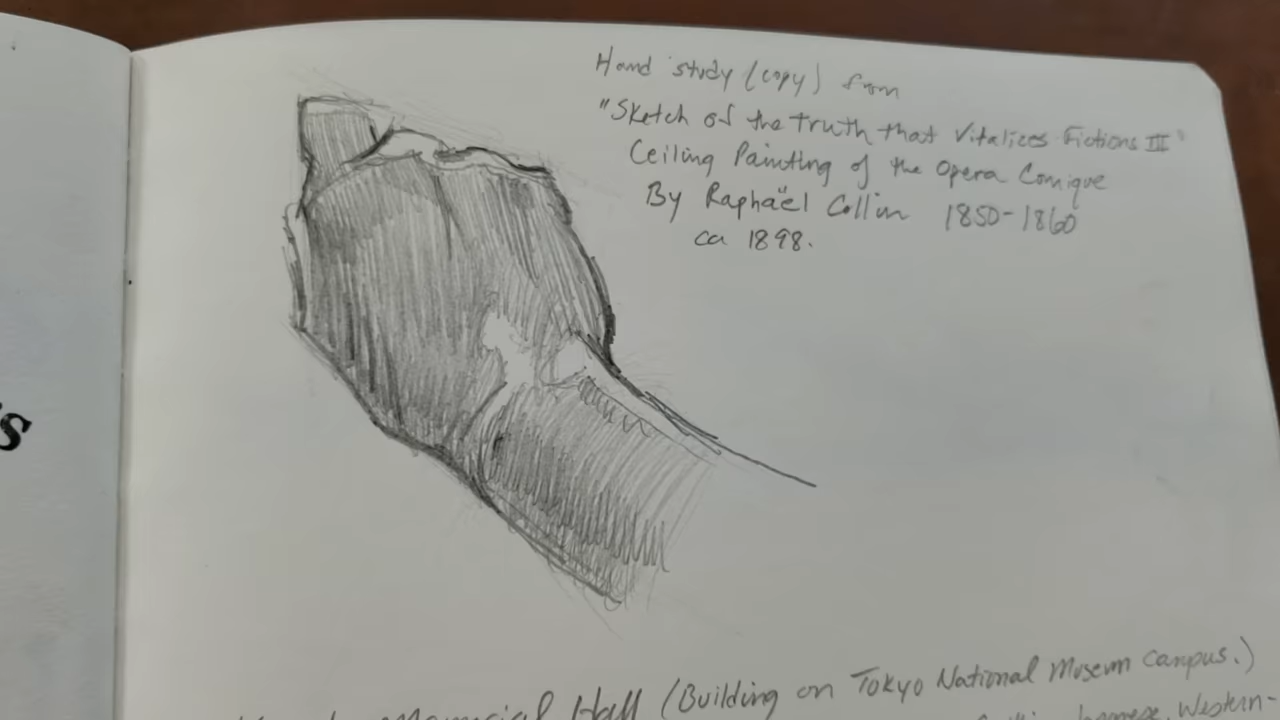 Hand study (copy) from
"Sketch of the truth that Vitalizes Fictions III"
Ceiling Painting of the Opera Comique
By Raphaël Collin 1850-1860
ca 1898.
s
Memorial Hall (Building on Tokyo National Museum Campus.)
Western-